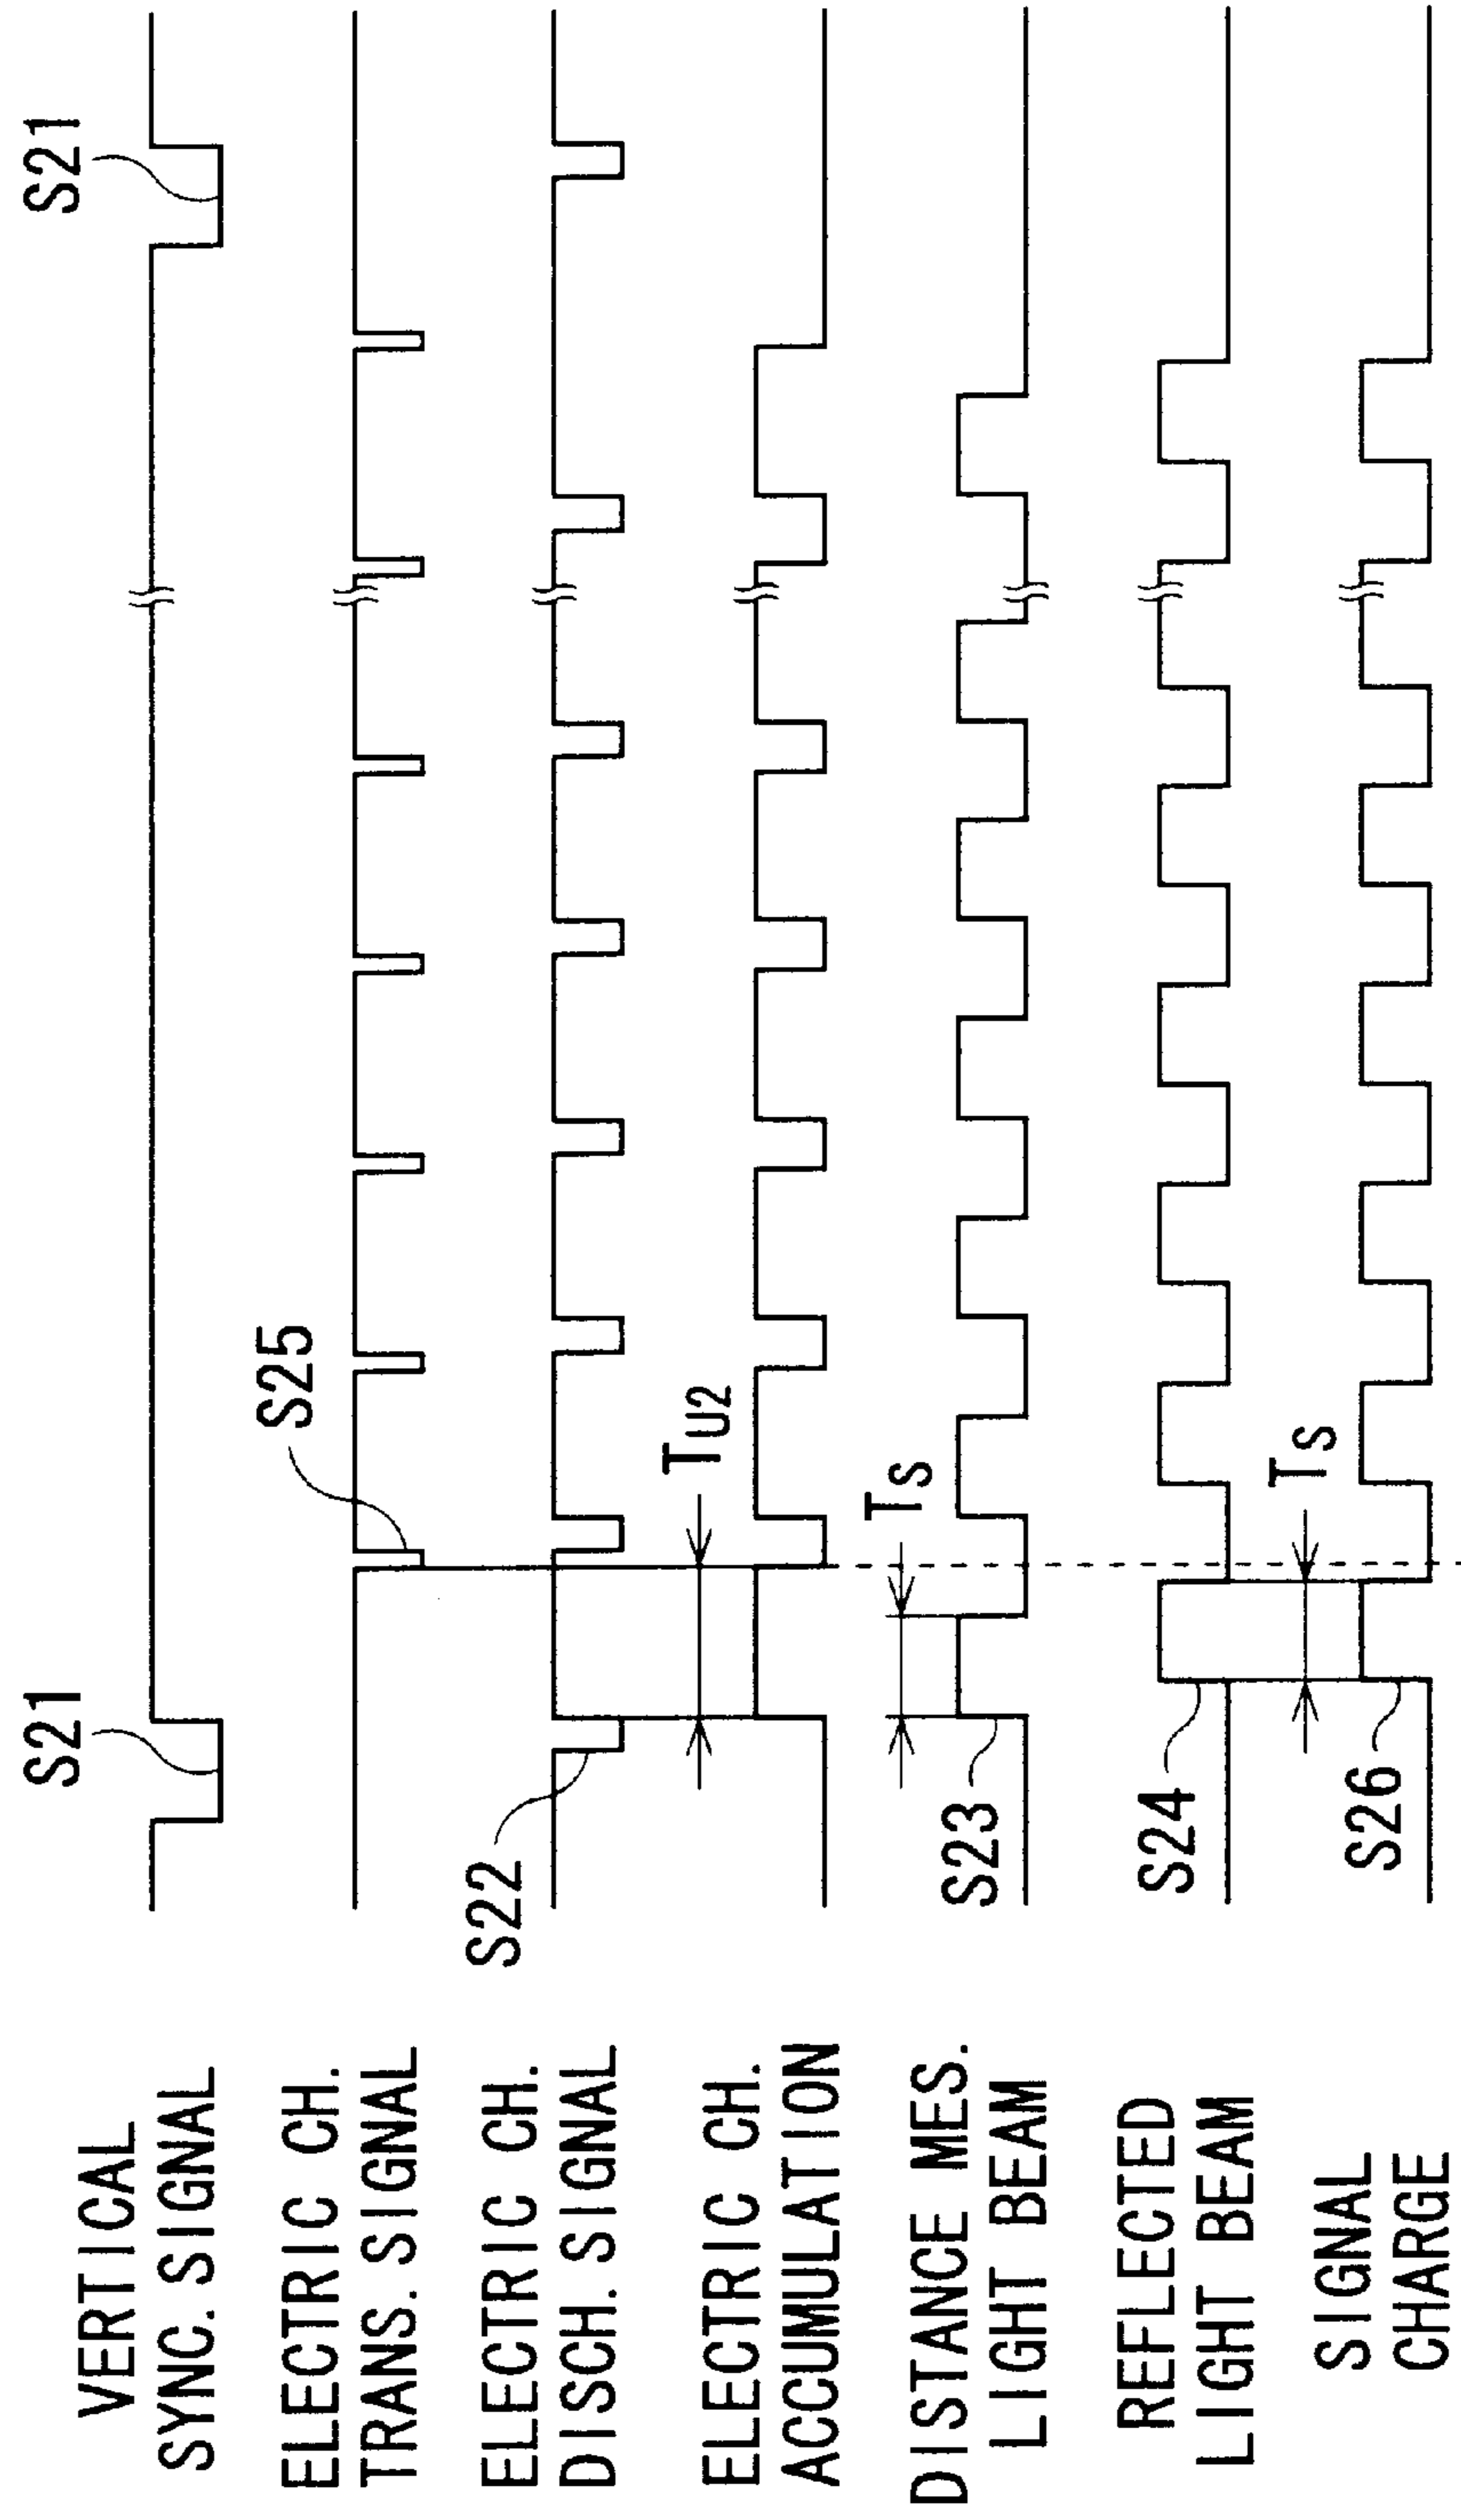 VERTICAL
SYNC. SIGNAL
S21
S21
ELECTRIC CH.
TRANS. SIGNAL
S25
ELECTRIC CH.
DISCH. SIGNAL
S22
TU2
ELECTRIC CH.
ACCUMULATION
DISTANCE MES.
LIGHT BEAM
S23
TS
REFLECTED
LIGHT BEAM
S24
TS
SIGNAL
CHARGE
S26